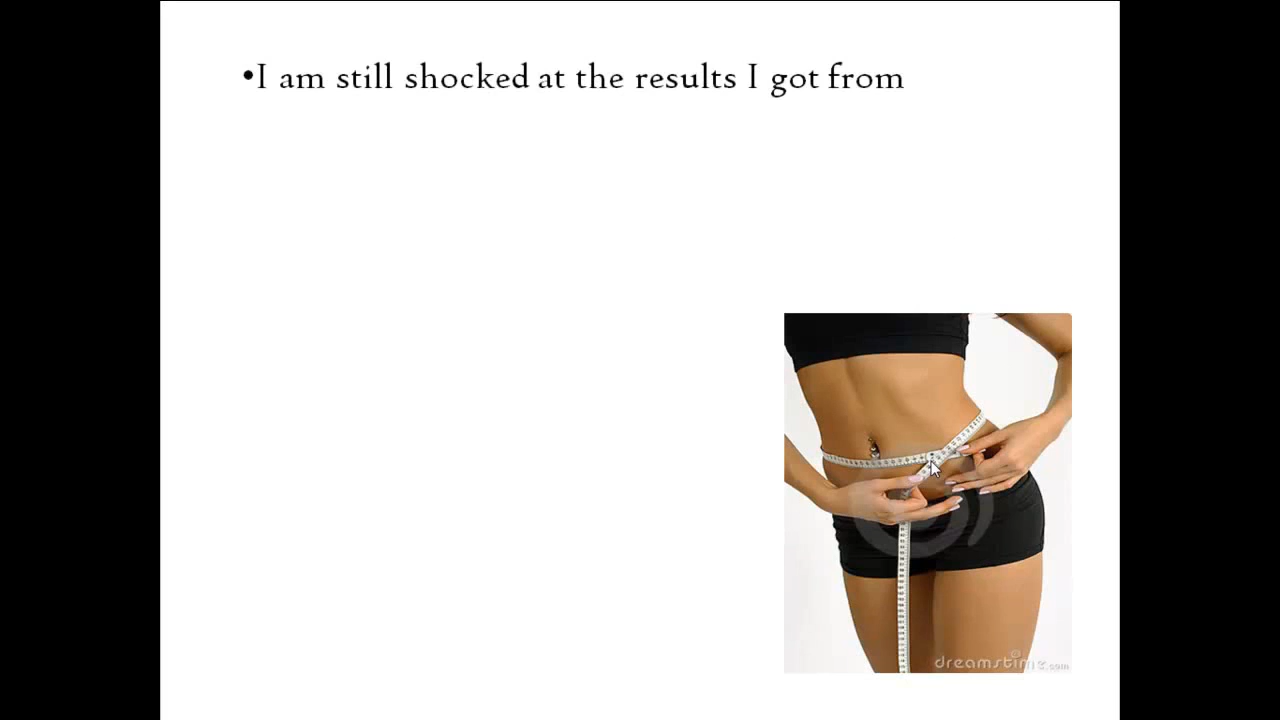 •I am still shocked at the results I got from
dreamstime.com